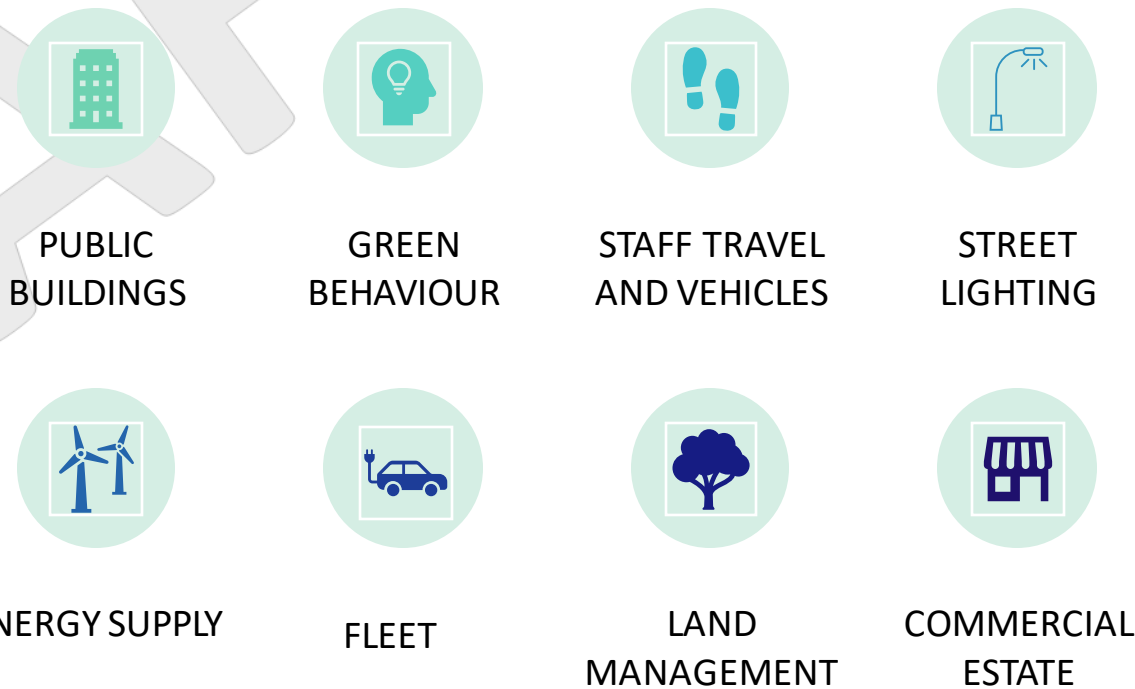 PUBLIC
BUILDINGS
GREEN
BEHAVIOUR
STAFF TRAVEL
AND VEHICLES
STREET
LIGHTING
NERGY SUPPLY
FLEET
LAND
MANAGEMENT
COMMERCIAL
ESTATE